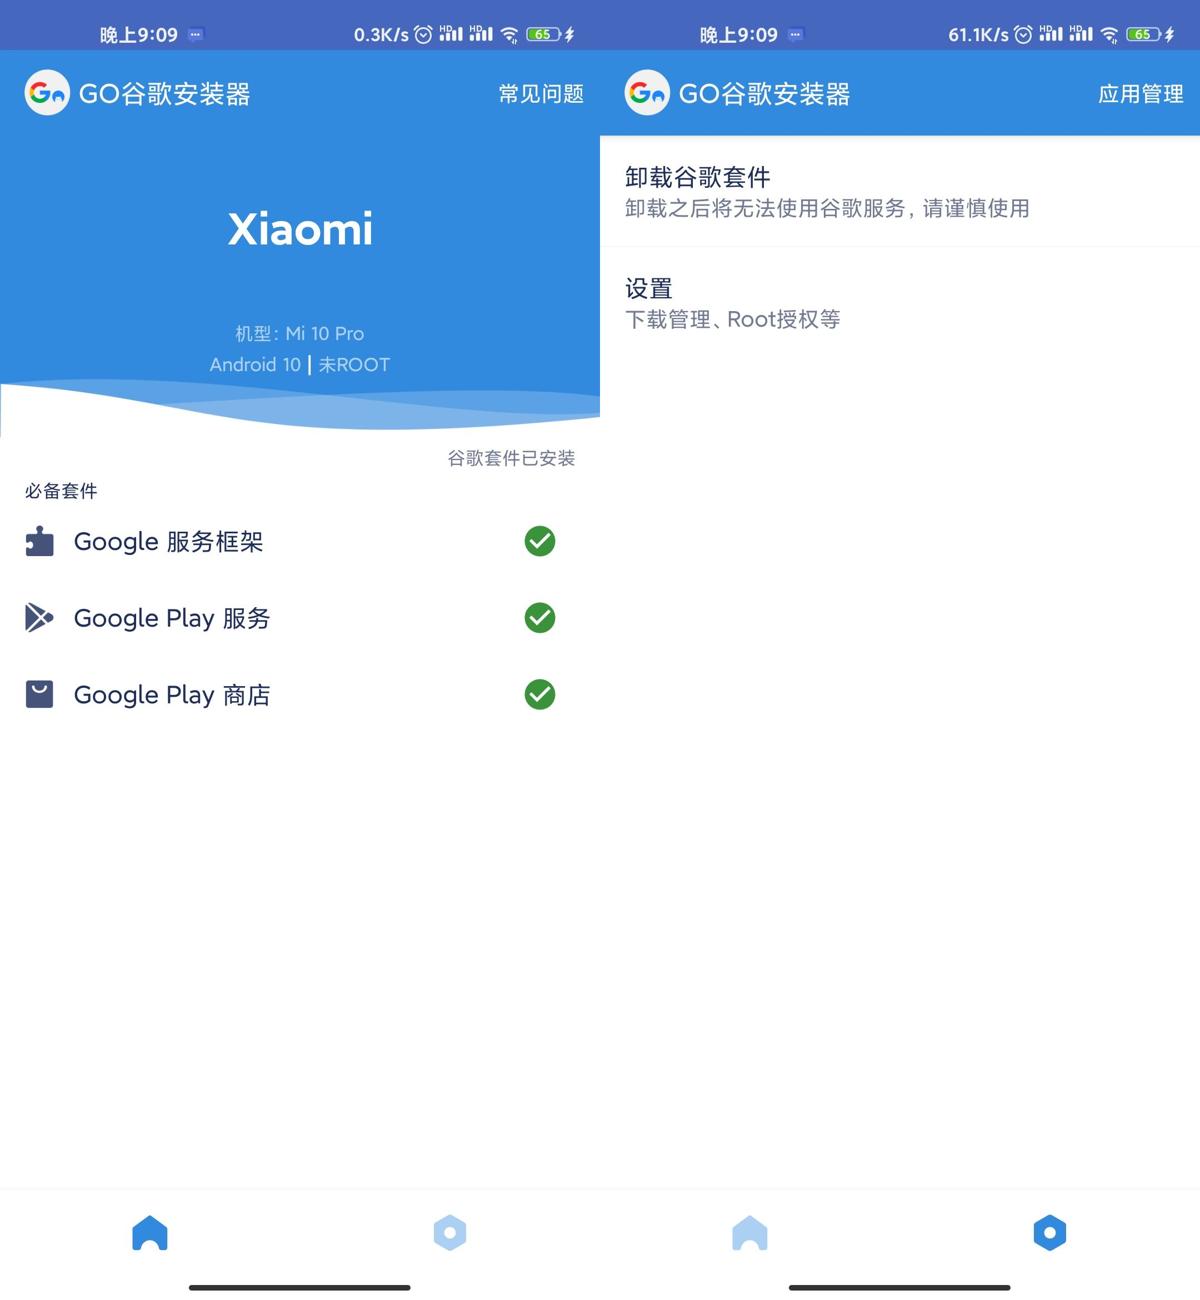 晚上9:09
0.3K/s
HD
HD
65
GO谷歌安装器
常见问题
Xiaomi
机型：Mi 10 Pro
Android 10 | 未ROOT
谷歌套件已安装
必备套件
Google 服务框架
Google Play 服务
Google Play 商店
晚上9:09
61.1K/s
HD
HD
65
GO谷歌安装器
应用管理
卸载谷歌套件
卸载之后将无法使用谷歌服务，请谨慎使用
设置
下载管理、Root授权等